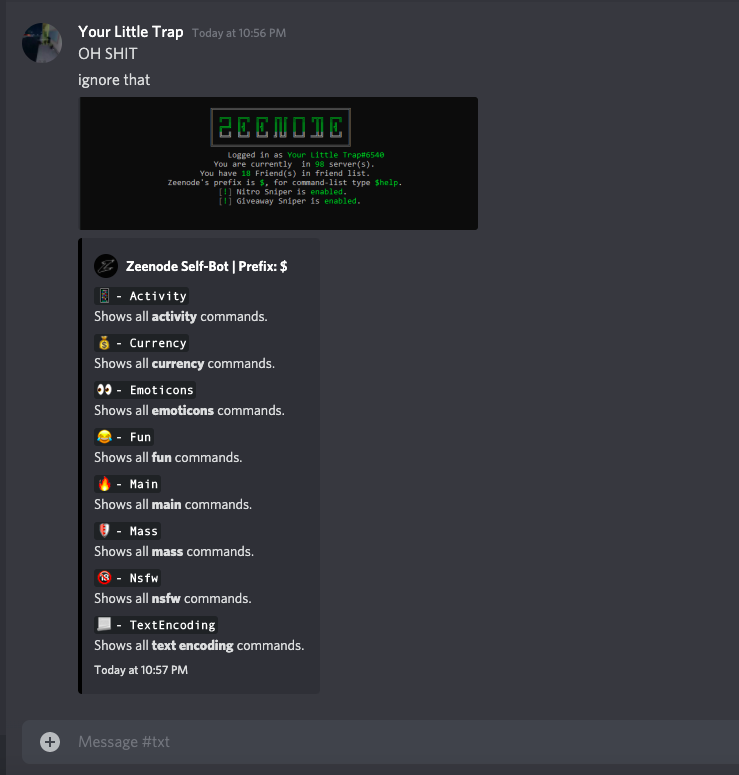 Your Little Trap Today at 10:56 PM
OH SHIT
ignore that
ZEENODE
Logged in as Your Little Trap#6540
You are currently in 98 server(s).
You have 18 Friend(s) in friend list.
Zeenode's prefix is $, for command-list type $help.
[!] Nitro Sniper is enabled.
[!] Giveaway Sniper is enabled.
Zeenode Self-Bot | Prefix: $
- Activity
Shows all activity commands.
💰 - Currency
Shows all currency commands.
👀 - Emoticons
Shows all emoticons commands.
😂 - Fun
Shows all fun commands.
🔥 - Main
Shows all main commands.
- Mass
Shows all mass commands.
🔞 - Nsfw
Shows all nsfw commands.
- TextEncoding
Shows all text encoding commands.
Today at 10:57 PM
Message #txt